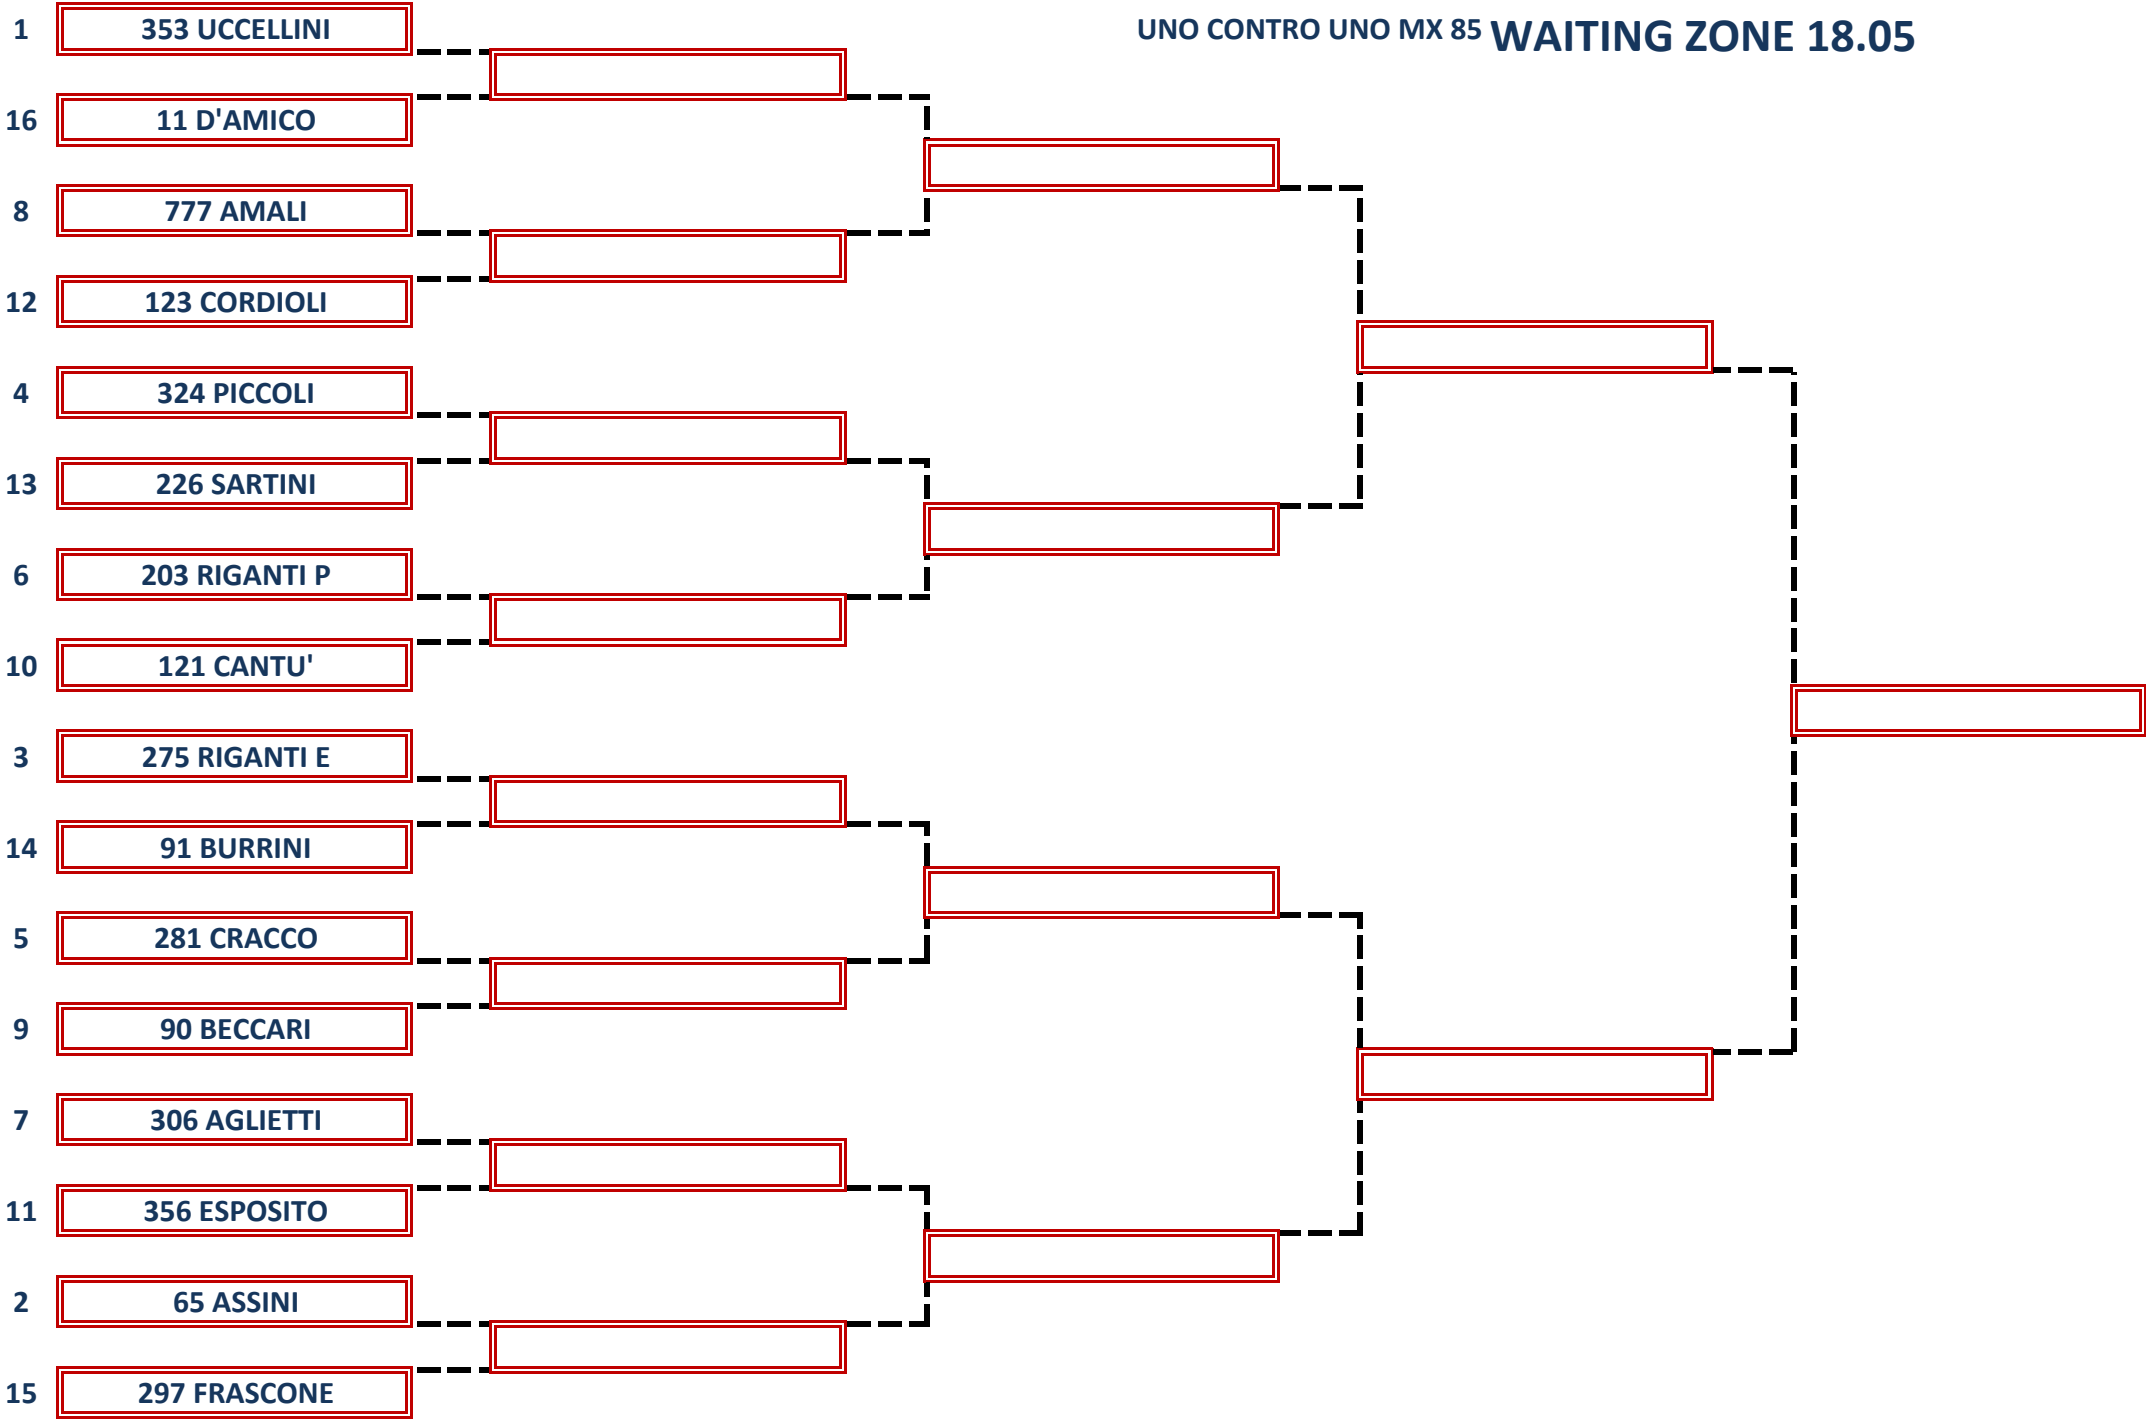 UNO CONTRO UNO MX 85 WAITING ZONE 18.05
1 353 UCCELLINI
16 11 D'AMICO
8 777 AMALI
12 123 CORDIOLI
4 324 PICCOLI
13 226 SARTINI
6 203 RIGANTI P
10 121 CANTU'
3 275 RIGANTI E
14 91 BURRINI
5 281 CRACCO
9 90 BECCARI
7 306 AGLIETTI
11 356 ESPOSITO
2 65 ASSINI
15 297 FRASCONE